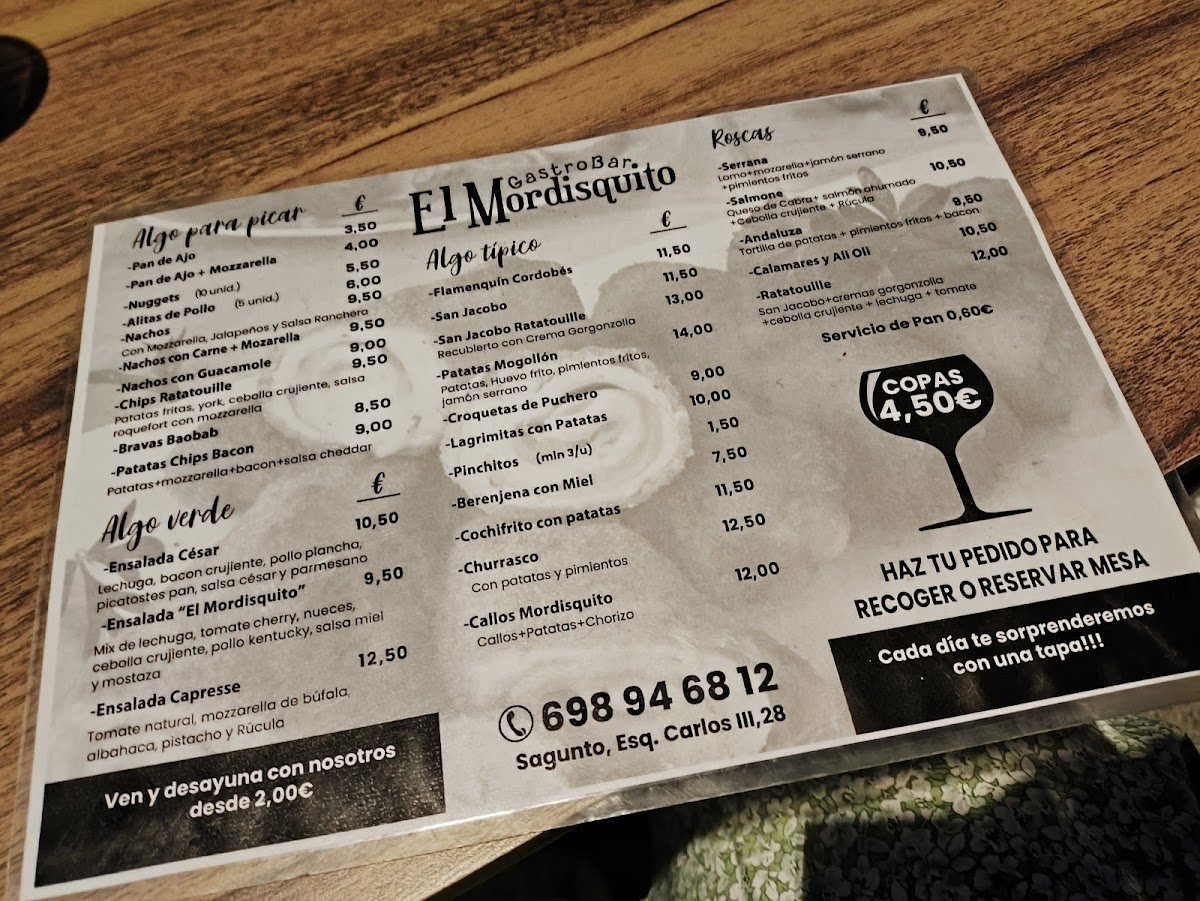 GastroBar
El Mordisquito
Algo para picar €
-Pan de Ajo 3,50
-Pan de Ajo + Mozzarella 4,00
-Nuggets (10 unid.) 5,50
-Alitas de Pollo (5 unid.) 6,00
-Nachos 9,50
Con Mozzarella, Jalapeños y Salsa Ranchera
-Nachos con Carne + Mozarella 9,50
-Nachos con Guacamole 9,00
-Chips Ratatouille 9,50
Patatas fritas, york, cebolla crujiente, salsa
roquefort con mozzarella
-Bravas Baobab 8,50
-Patatas Chips Bacon 9,00
Patatas+mozzarella+bacon+salsa cheddar
Algo verde €
-Ensalada César 10,50
Lechuga, bacon crujiente, pollo plancha,
picatostes pan, salsa césar y parmesano
-Ensalada "El Mordisquito" 9,50
Mix de lechuga, tomate cherry, nueces,
cebolla crujiente, pollo kentucky, salsa miel
y mostaza
-Ensalada Capresse 12,50
Tomate natural, mozzarella de búfala,
albahaca, pistacho y Rúcula
Ven y desayuna con nosotros
desde 2,00€
Algo típico €
-Flamenquín Cordobés 11,50
-San Jacobo 11,50
-San Jacobo Ratatouille 13,00
Recubierto con Crema Gorgonzolla
-Patatas Mogollón 14,00
Patatas, Huevo frito, pimientos fritos,
jamón serrano
-Croquetas de Puchero 9,00
-Lagrimitas con Patatas 10,00
-Pinchitos (min 3/u) 1,50
-Berenjena con Miel 7,50
-Cochifrito con patatas 11,50
-Churrasco 12,50
Con patatas y pimientos
-Callos Mordisquito 12,00
Callos+Patatas+Chorizo
698 94 68 12
Sagunto, Esq. Carlos III,28
Roscas €
-Serrana 9,50
Lomo+mozarella+jamón serrano
+pimientos fritos
-Salmone 10,50
Queso de Cabra+ salmón ahumado
+Cebolla crujiente + Rúcula
-Andaluza 9,50
Tortilla de patatas + pimientos fritos + bacon
-Calamares y All Oli 10,50
-Ratatouille 12,00
San Jacobo+cremas gorgonzolla
+cebolla crujiente + lechuga + tomate
Servicio de Pan 0,60€
COPAS
4,50€
HAZ TU PEDIDO PARA
RECOGER O RESERVAR MESA
Cada día te sorprenderemos
con una tapa!!!